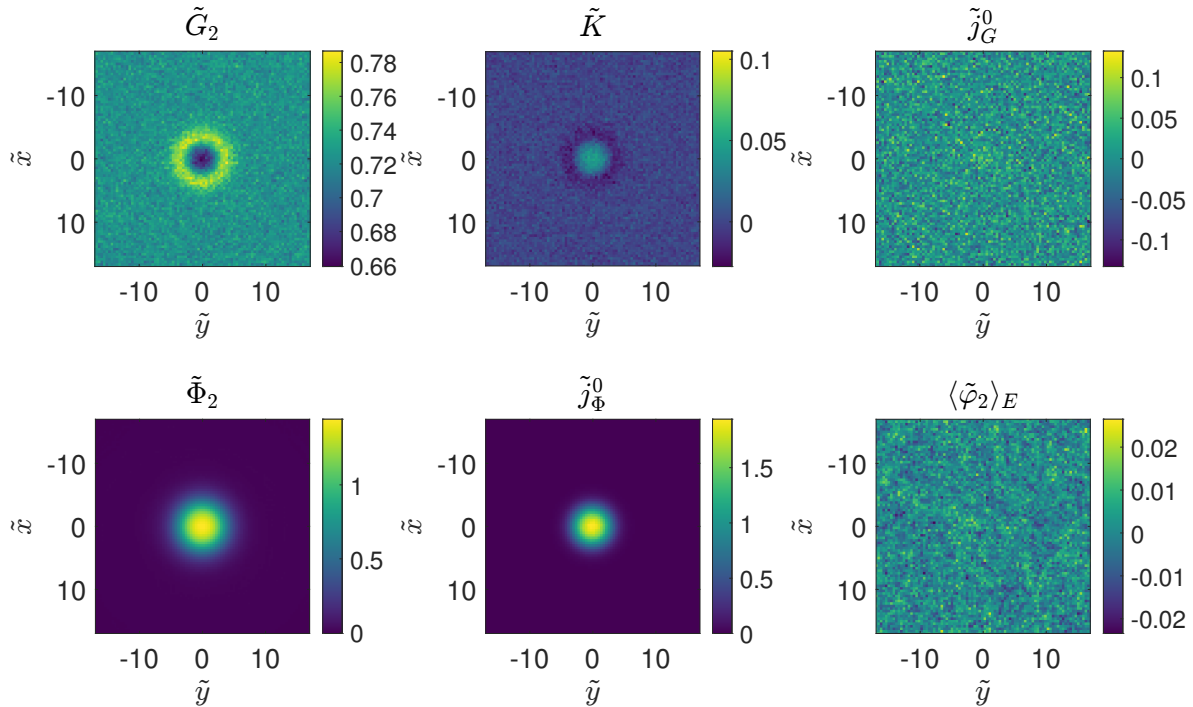 G̃₂
-10
0
10
x̃
-10 0 10
ỹ
0.78
0.76
0.74
0.72
0.7
0.68
0.66
K̃
-10
0
10
x̃
-10 0 10
ỹ
0.1
0.05
0
j̃⁰_G
-10
0
10
x̃
-10 0 10
ỹ
0.1
0.05
0
-0.05
-0.1
Φ̃₂
-10
0
10
x̃
-10 0 10
ỹ
1
0.5
0
j̃⁰_Φ
-10
0
10
x̃
-10 0 10
ỹ
1.5
1
0.5
0
⟨φ̃₂⟩_E
-10
0
10
x̃
-10 0 10
ỹ
0.02
0.01
0
-0.01
-0.02